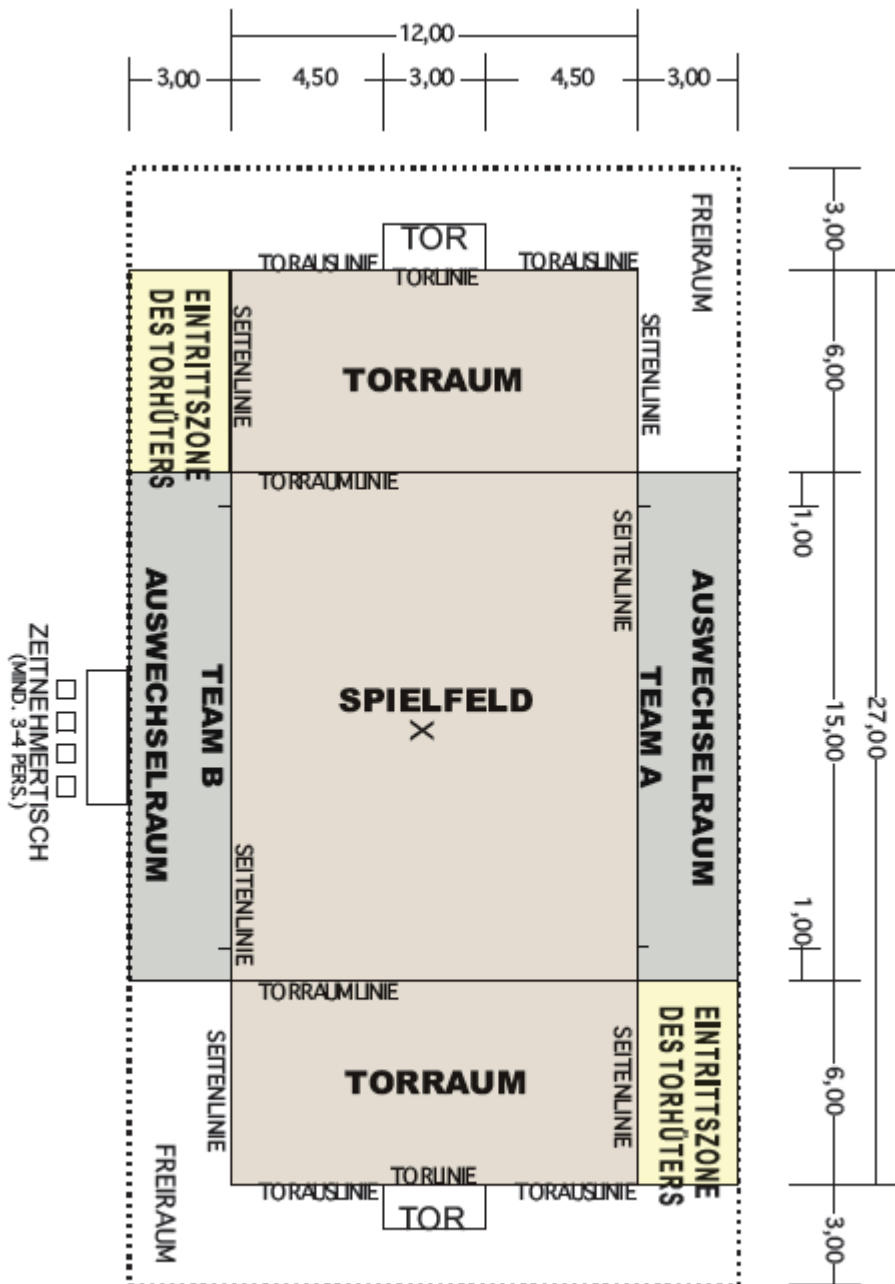 12,00
3,00 4,50 3,00 4,50 3,00
FREIRAUM
3,00
TOR
TORAUSLINIE TORAUSLINIE
TORLINIE
EINTRITTSZONE
DES TORHÜTERS
SEITENLINIE
TORRAUM
SEITENLINIE
6,00
TORRAUMLINIE
1,00
SEITENLINIE
AUSWECHSELRAUM
TEAM B
SPIELFELD
X
TEAM A
AUSWECHSELRAUM
15,00
27,00
ZEITNEHMERTISCH
(MIND. 3-4 PERS.)
SEITENLINIE
1,00
TORRAUMLINIE
SEITENLINIE
TORRAUM
SEITENLINIE
EINTRITTSZONE
DES TORHÜTERS
6,00
FREIRAUM
TORLINIE
TORAUSLINIE TORAUSLINIE
TOR
3,00